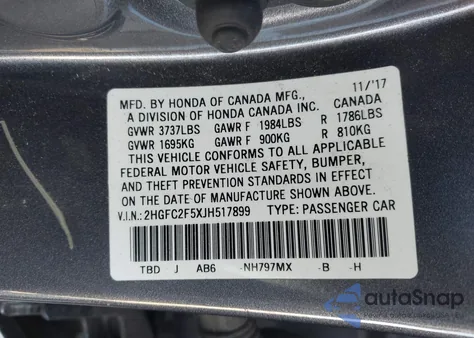 MFD. BY HONDA OF CANADA MFG., 11/'17
A DIVISION OF HONDA CANADA INC. CANADA
GVWR 3737LBS GAWR F 1984LBS R 1786LBS
GVWR 1695KG GAWR F 900KG R 810KG
THIS VEHICLE CONFORMS TO ALL APPLICABLE
FEDERAL MOTOR VEHICLE SAFETY, BUMPER,
AND THEFT PREVENTION STANDARDS IN EFFECT
ON THE DATE OF MANUFACTURE SHOWN ABOVE.
V.I.N.: 2HGFC2F5XJH517899 TYPE: PASSENGER CAR
TBD J AB6 -NH797MX -B -H
autoSnap